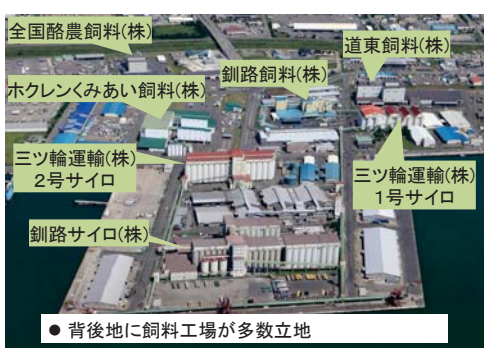 全国酪農飼料(株)
道東飼料(株)
釧路飼料(株)
ホクレンくみあい飼料(株)
三ツ輪運輸(株)
2号サイロ
三ツ輪運輸(株)
1号サイロ
釧路サイロ(株)
● 背後地に飼料工場が多数立地